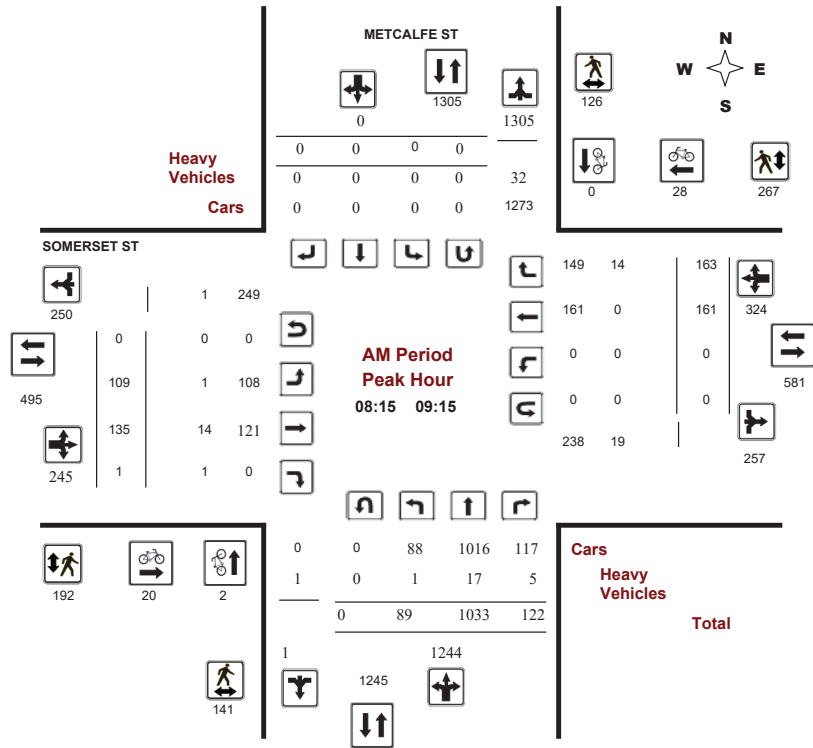 METCALFE ST
N
W E
S
1305
126
0 1305
0 0 0 0
Heavy
Vehicles
0 0 0 0 32
Cars 0 0 0 0 1273
0 28 267
SOMERSET ST
149 14 163
250 1 249
161 0 161 324
0 0 0
0 0 0
495 109 1 108
AM Period
Peak Hour
08:15 09:15
0 0 0
581
135 14 121
238 19 257
245 1 1 0
0 0 88 1016 117 Cars
1 0 1 17 5 Heavy
Vehicles
192 20 2
0 89 1033 122 Total
1 1244
1245
141